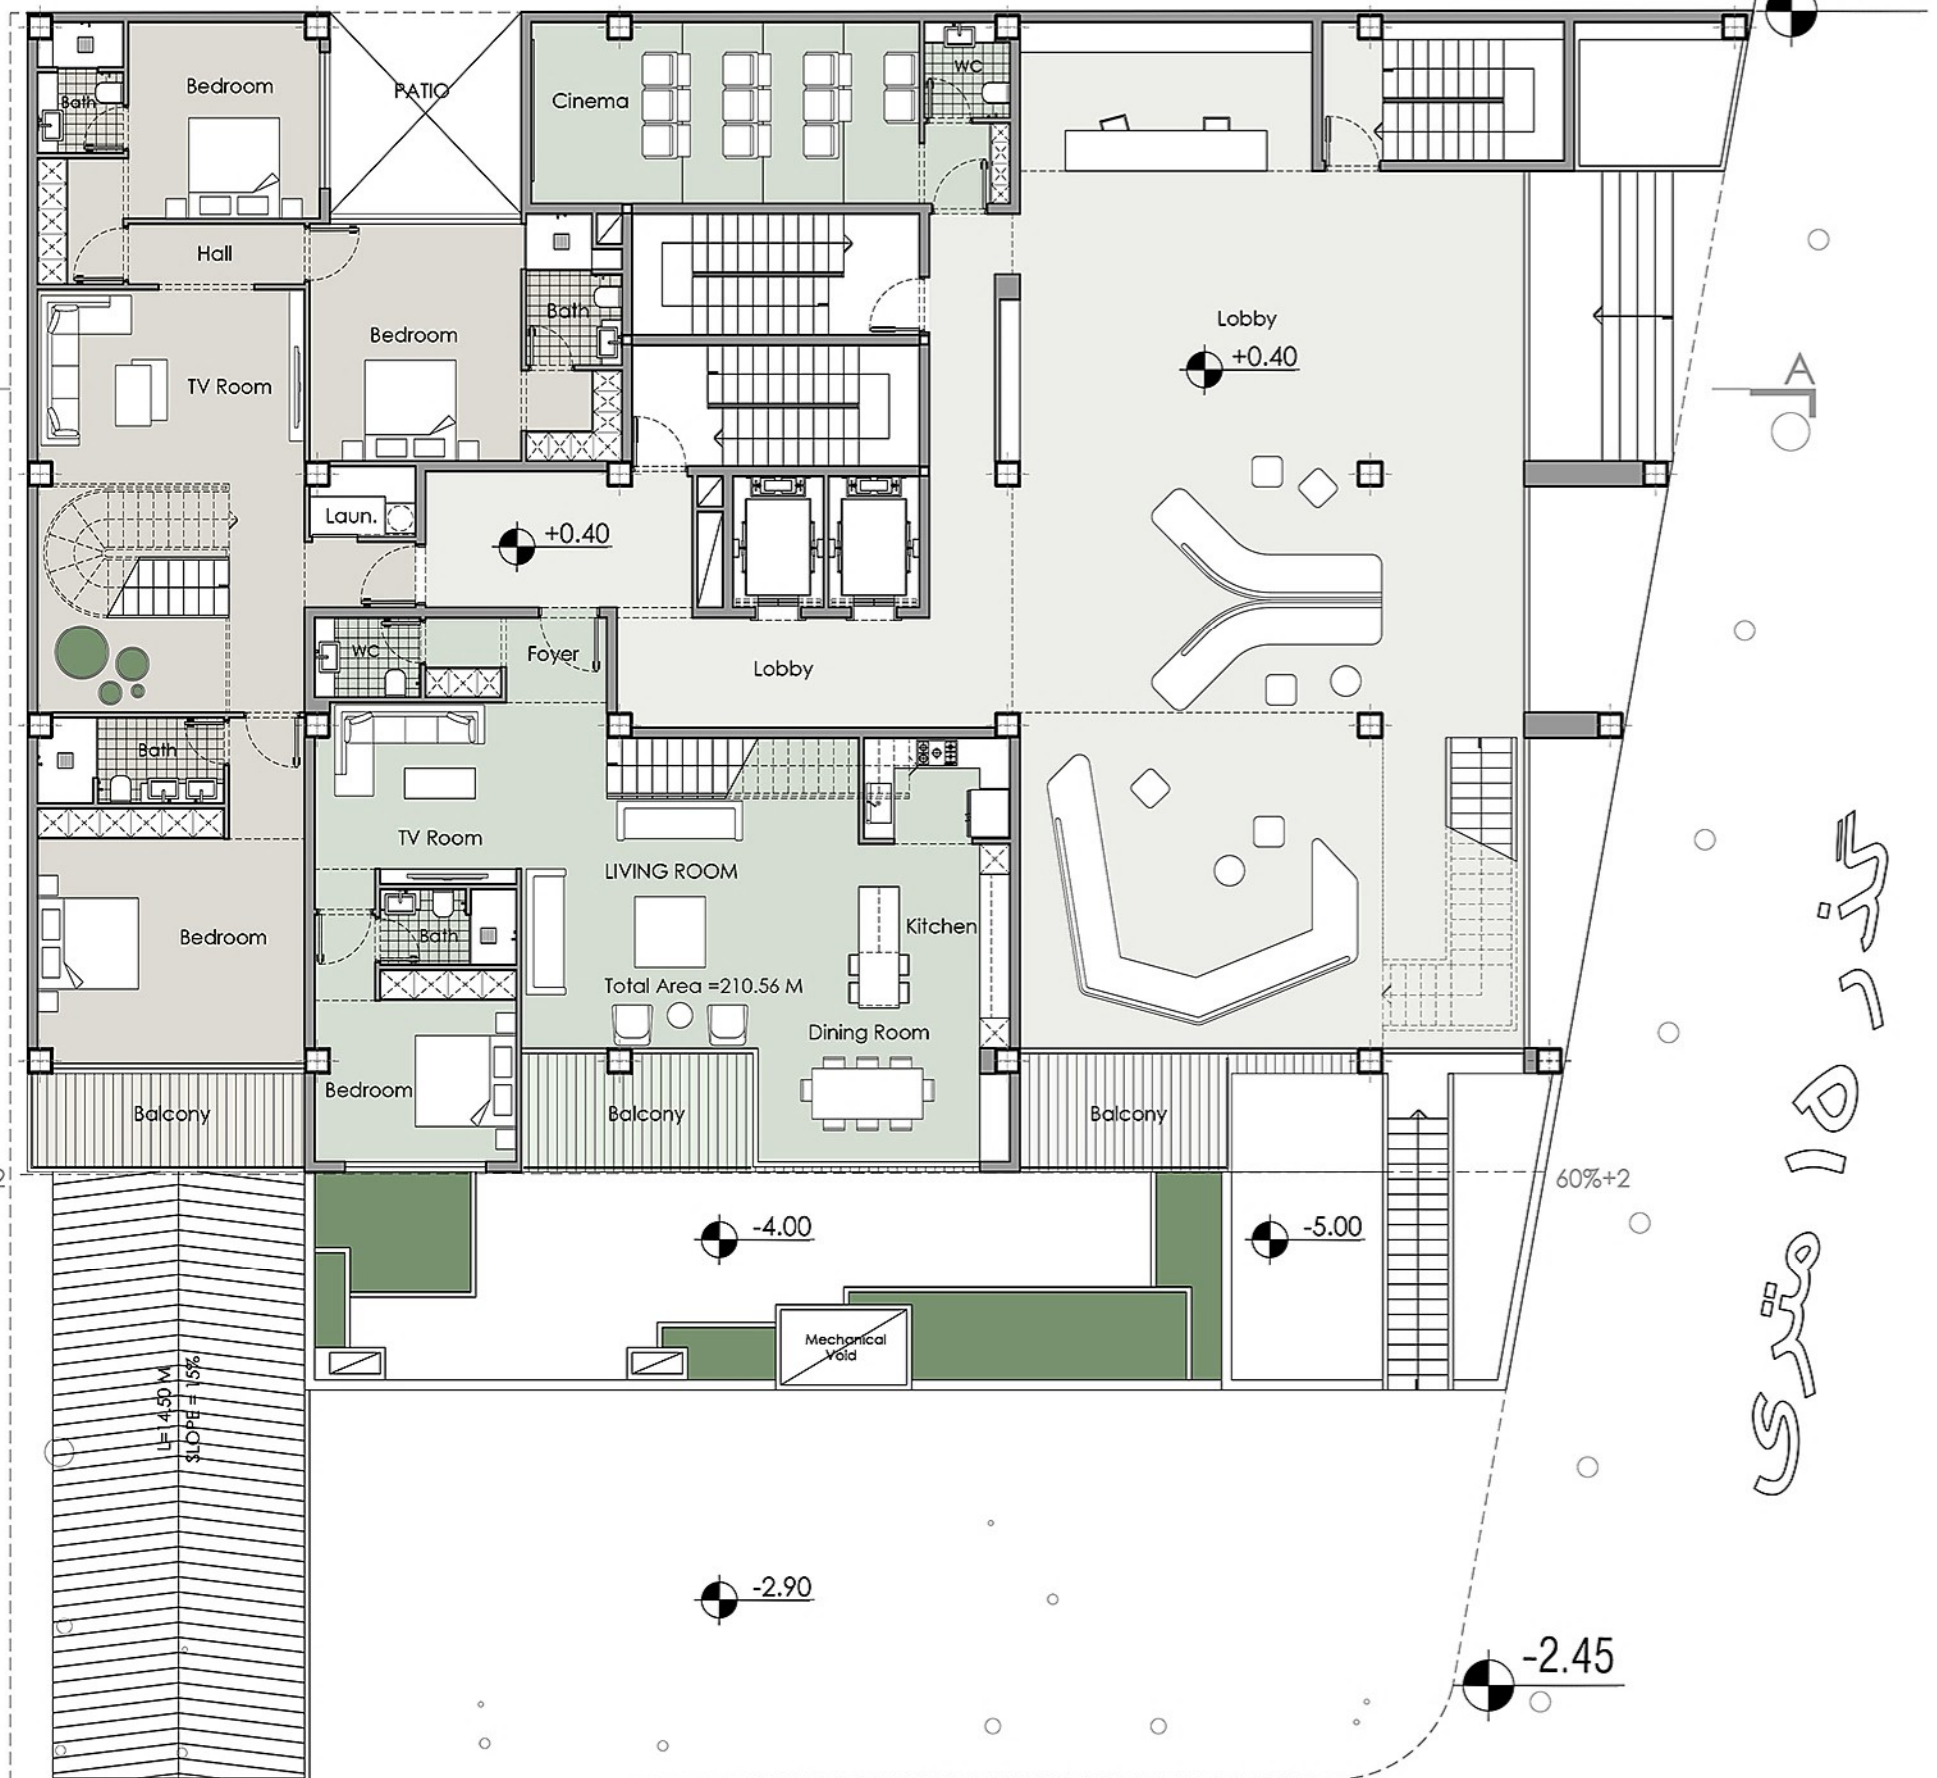 Bedroom
PATIO
Cinema
WC
Bath
Hall
Lobby
+0.40
Bath
Bedroom
TV Room
A
Laun.
+0.40
WC
Foyer
Lobby
Bath
TV Room
LIVING ROOM
Kitchen
Bedroom
Bath
Total Area =210.56 M
Dining Room
Bedroom
Balcony
Balcony
Balcony
60%+2
-4.00
-5.00
Mechanical
Void
L=14.50 M
SLOPE = 15%
گذر ۱۵ متری
-2.90
-2.45